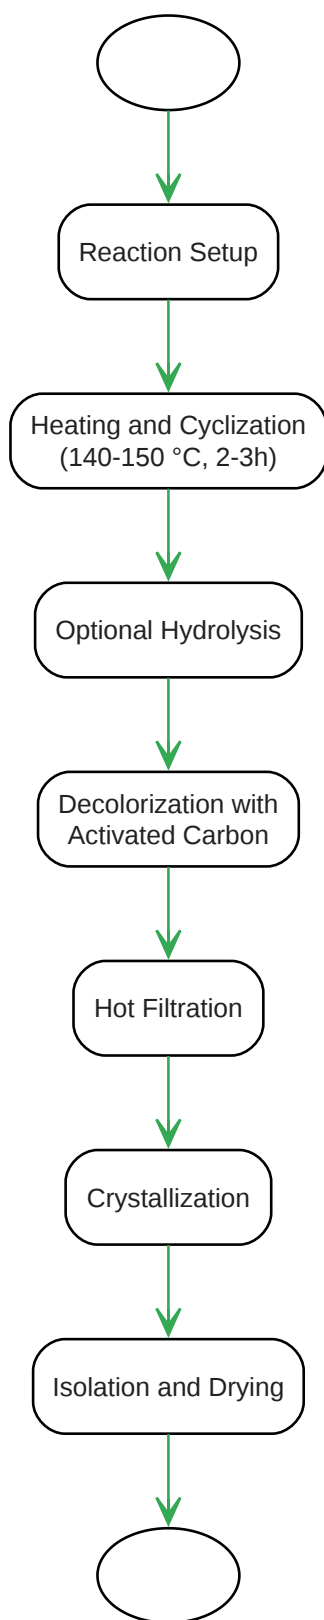 Reaction Setup
Heating and Cyclization
(140-150 °C, 2-3h)
Optional Hydrolysis
Decolorization with
Activated Carbon
Hot Filtration
Crystallization
Isolation and Drying